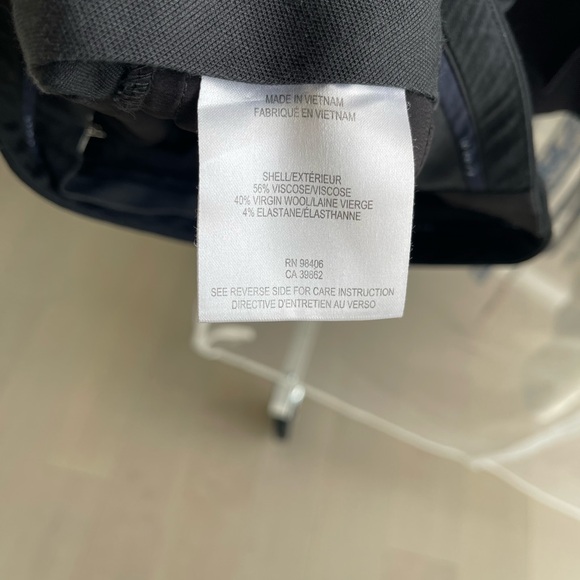 MADE IN VIETNAM
FABRIQUÉ EN VIETNAM
SHELL/EXTÉRIEUR
56% VISCOSE/VISCOSE
40% VIRGIN WOOL/LAINE VIERGE
4% ELASTANE/ÉLASTHANNE
RN 98406
CA 39862
SEE REVERSE SIDE FOR CARE INSTRUCTION
DIRECTIVE D'ENTRETIEN AU VERSO